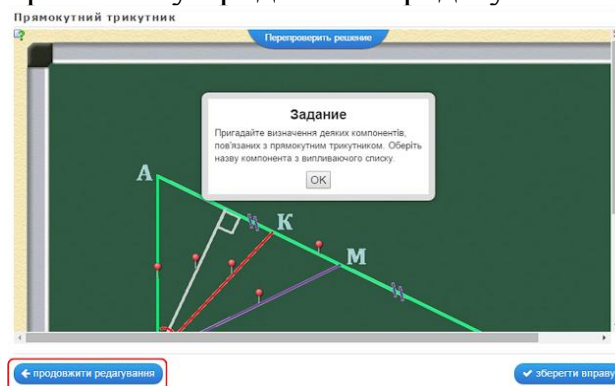 Прямокутний трикутник
Перепроверить решение
Задание
Пригадайте визначення деяких компонентів,
пов'язаних з прямокутним трикутником. Оберіть
назву компонента з випливаючого списку.
OK
A
K
M
продовжити редагування
зберегти вправу